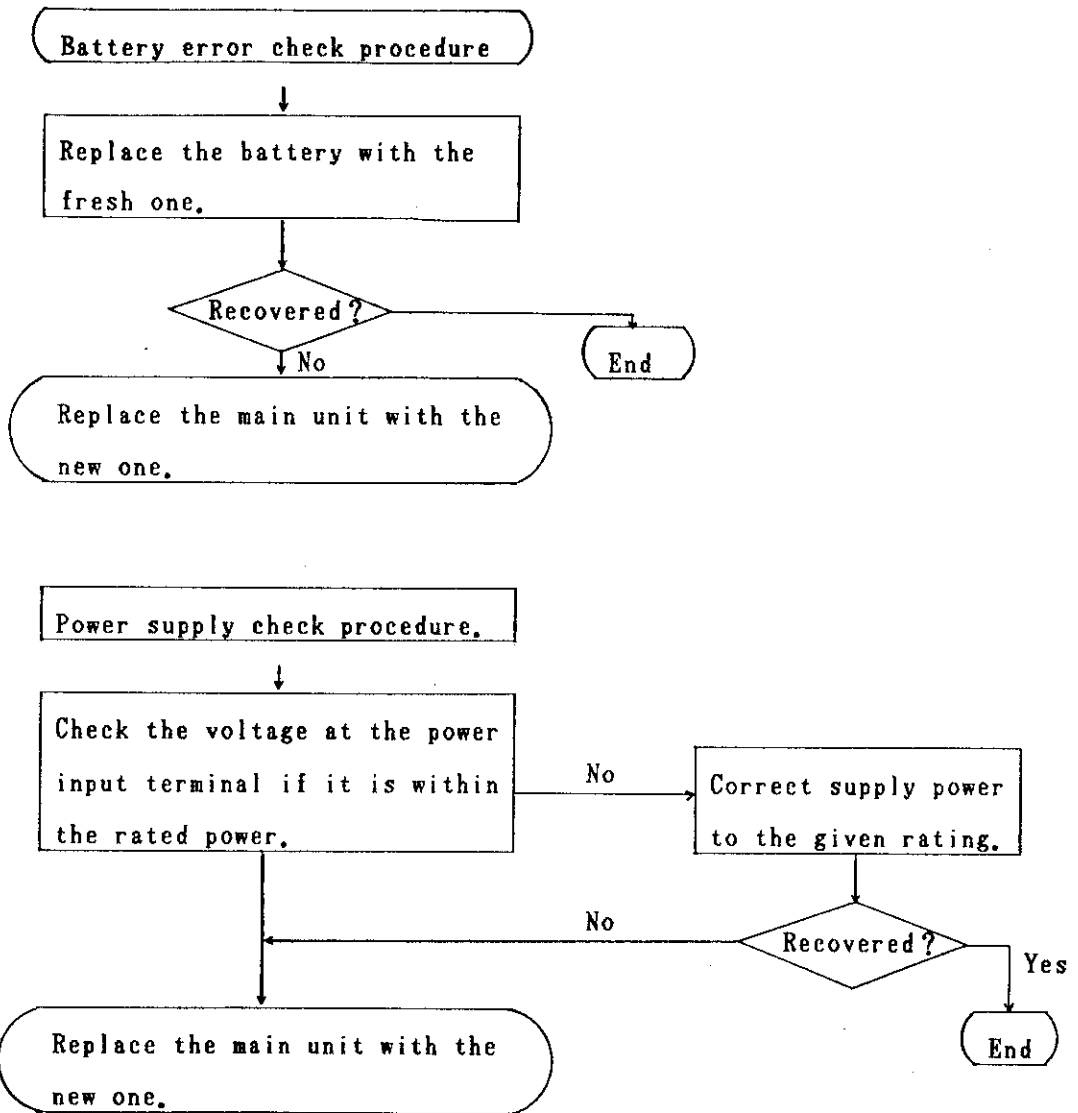 Battery error check procedure
Replace the battery with the
fresh one.
Recovered?
End
No
Replace the main unit with the
new one.
Power supply check procedure.
Check the voltage at the power
input terminal if it is within
the rated power.
No
Correct supply power
to the given rating.
No
Recovered?
Yes
End
Replace the main unit with the
new one.